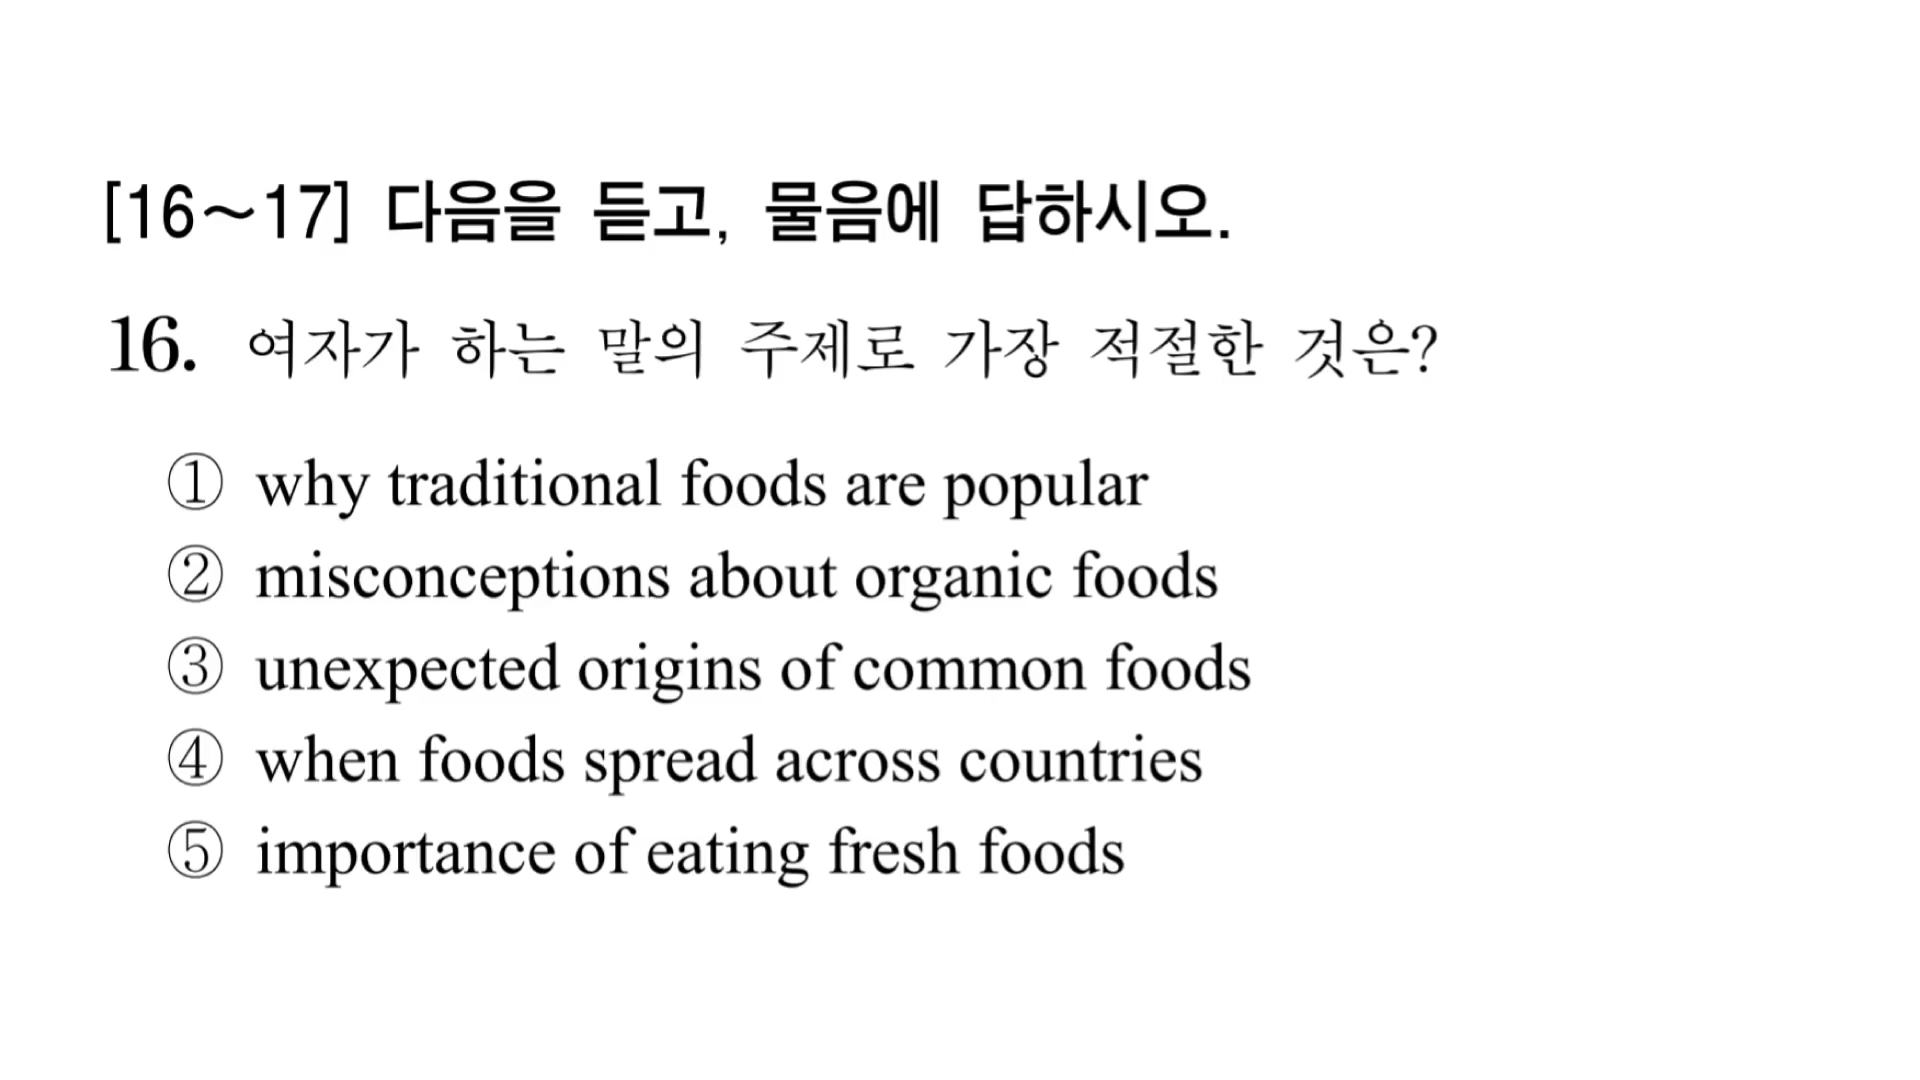 [16～17] 다음을 듣고, 물음에 답하시오.
16. 여자가 하는 말의 주제로 가장 적절한 것은?
① why traditional foods are popular
② misconceptions about organic foods
③ unexpected origins of common foods
④ when foods spread across countries
⑤ importance of eating fresh foods